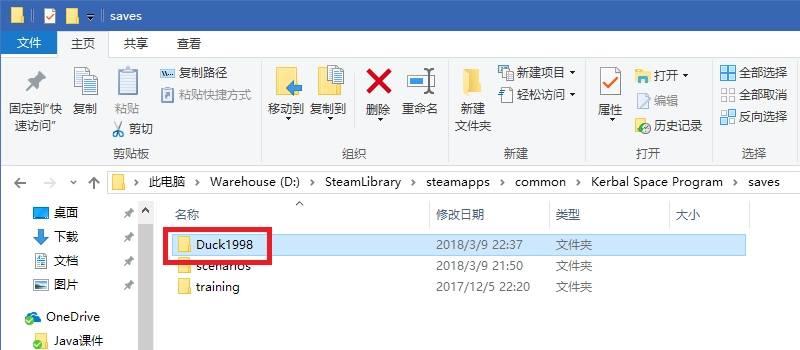 saves
文件 主页 共享 查看
固定到"快速访问"
复制
粘贴
复制路径
粘贴快捷方式
剪切
剪贴板
移动到
复制到
删除
重命名
组织
新建文件夹
新建项目
轻松访问
新建
属性
打开
编辑
历史记录
打开
全部选择
全部取消
反向选择
选择
此电脑 Warehouse (D:) SteamLibrary steamapps common Kerbal Space Program saves
桌面
下载
文档
图片
OneDrive
Java课件
名称 修改日期 类型 大小
Duck1998 2018/3/9 22:37 文件夹
scenarios 2018/3/9 21:50 文件夹
training 2017/12/5 22:20 文件夹